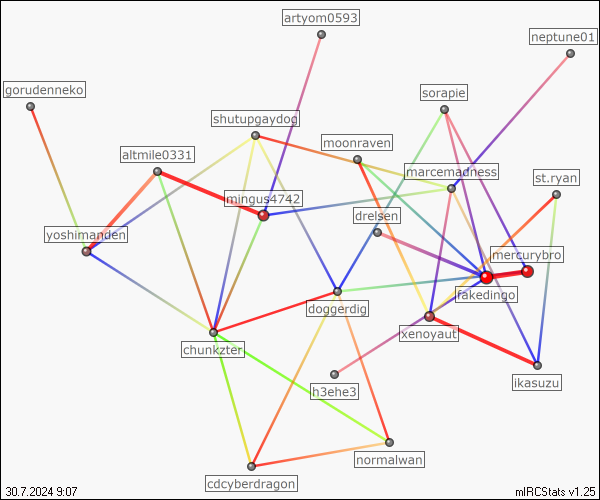 artyom0593
neptune01
gorudenneko
sorapie
shutupgaydog
moonraven
altmile0331
marcemadness
st.ryan
mingus4742
drelsen
yoshimanden
mercurybro
fakedingo
doggerdig
xenoyaut
chunkzter
h3ehe3
ikasuzu
normalwan
cdcyberdragon
30.7.2024 9:07
mIRCStats v1.25